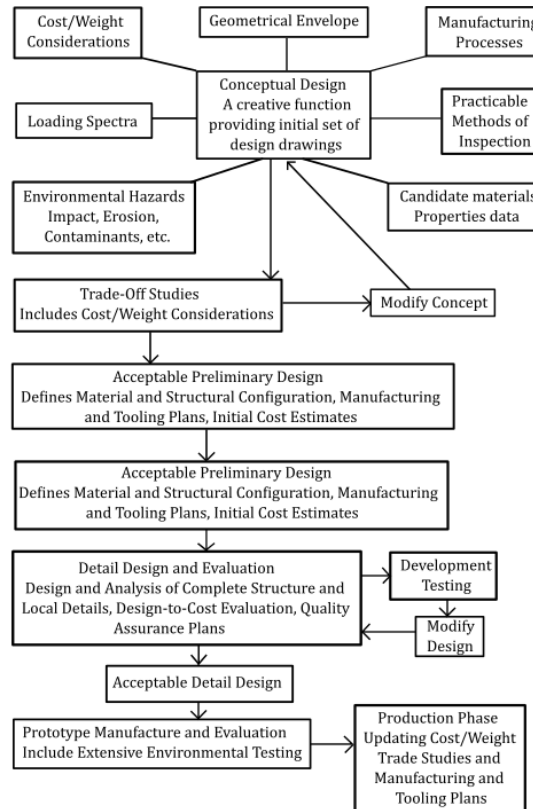 Cost/Weight
Considerations
Geometrical Envelope
Manufacturing
Processes
Conceptual Design
A creative function
providing initial set of
design drawings
Loading Spectra
Practicable
Methods of
Inspection
Environmental Hazards
Impact, Erosion,
Contaminants, etc.
Candidate materials
Properties data
Trade-Off Studies
Includes Cost/Weight Considerations
Modify Concept
Acceptable Preliminary Design
Defines Material and Structural Configuration, Manufacturing
and Tooling Plans, Initial Cost Estimates
Acceptable Preliminary Design
Defines Material and Structural Configuration, Manufacturing
and Tooling Plans, Initial Cost Estimates
Detail Design and Evaluation
Design and Analysis of Complete Structure and
Local Details, Design-to-Cost Evaluation, Quality
Assurance Plans
Development
Testing
Modify
Design
Acceptable Detail Design
Prototype Manufacture and Evaluation
Include Extensive Environmental Testing
Production Phase
Updating Cost/Weight
Trade Studies and
Manufacturing and
Tooling Plans